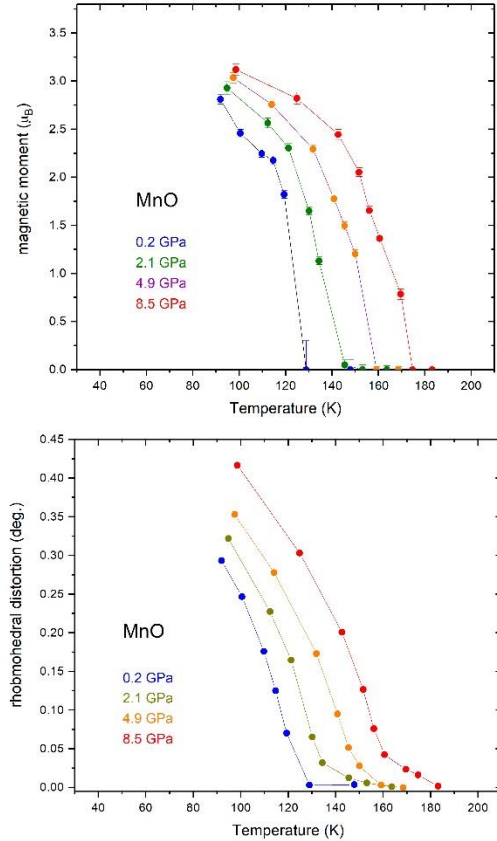 3.5
3.0
2.5
2.0
1.5
1.0
0.5
0.0
magnetic moment (μB)
MnO
0.2 GPa
2.1 GPa
4.9 GPa
8.5 GPa
40 60 80 100 120 140 160 180 200
Temperature (K)
0.45
0.40
0.35
0.30
0.25
0.20
0.15
0.10
0.05
0.00
rhobmohedral distortion (deg.)
MnO
0.2 GPa
2.1 GPa
4.9 GPa
8.5 GPa
40 60 80 100 120 140 160 180 200
Temperature (K)